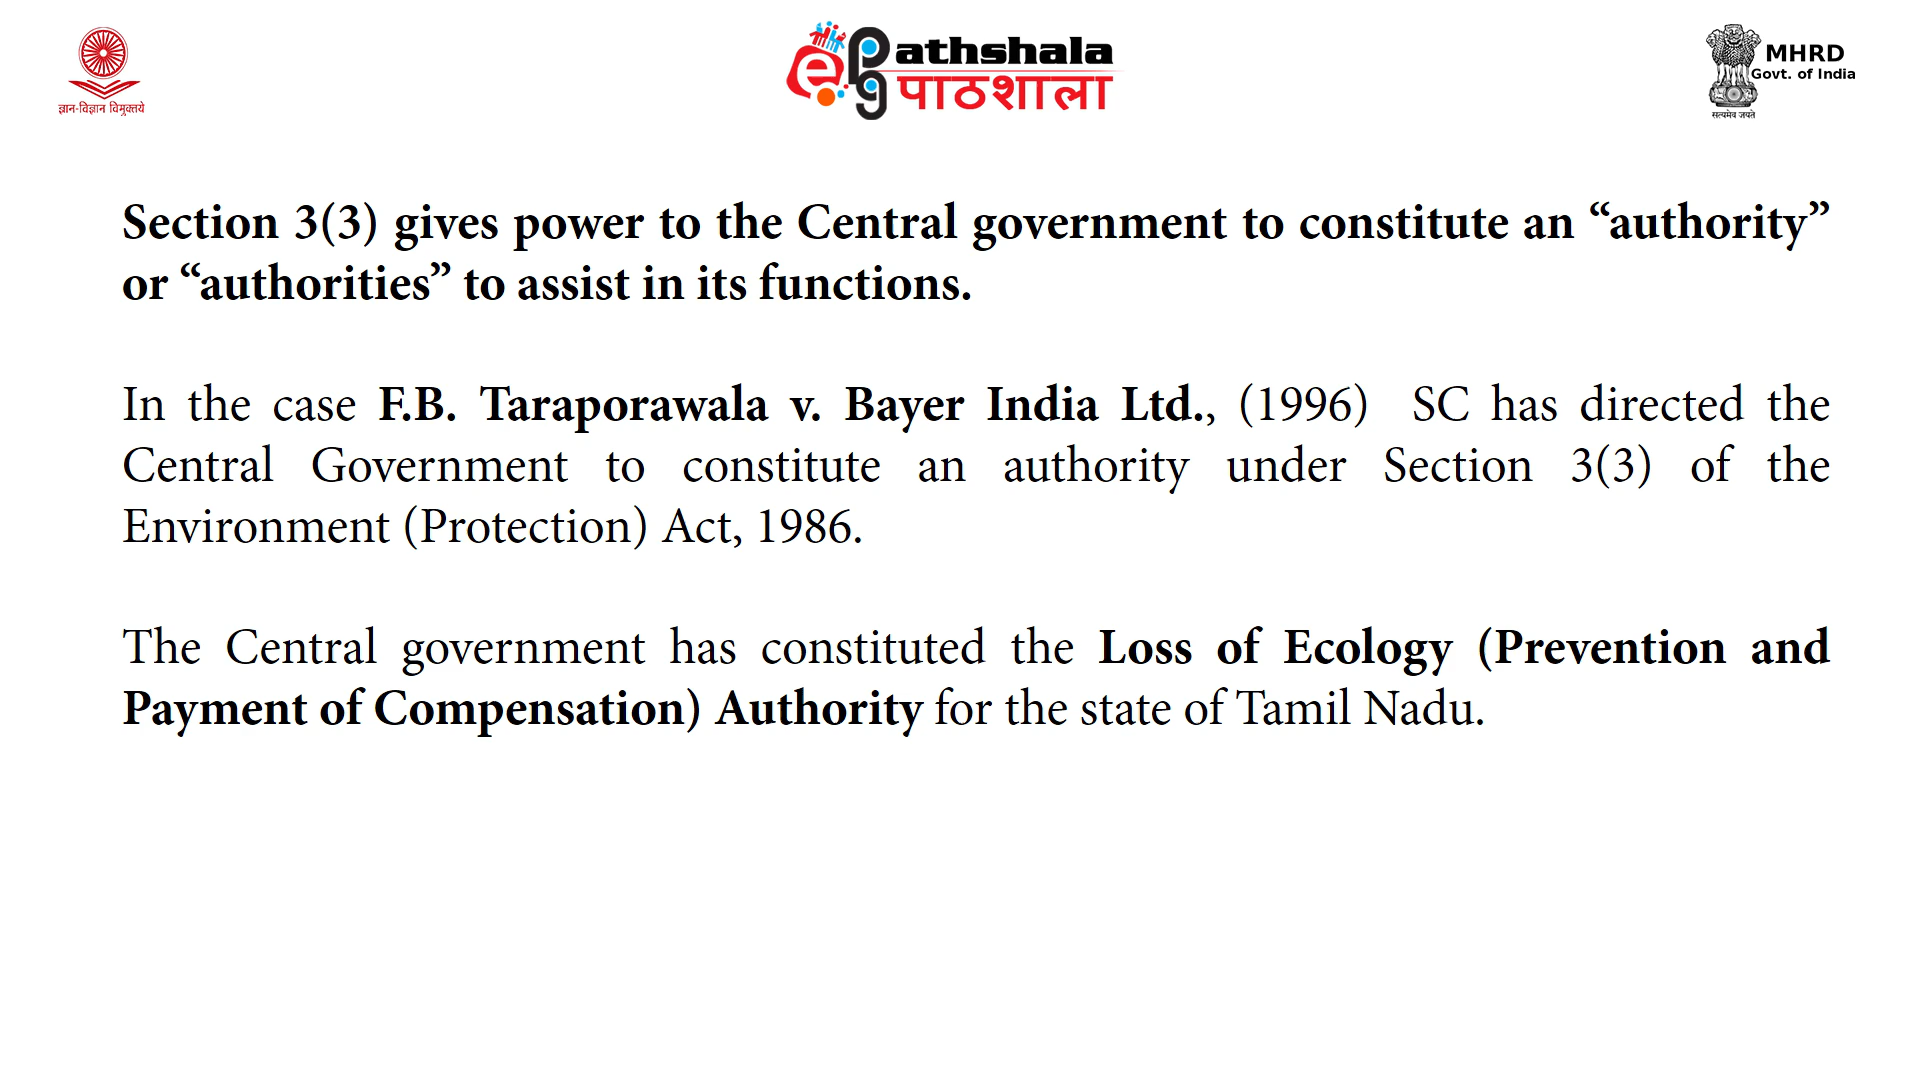 ज्ञान-विज्ञान विमुक्तये
ePGathshala
पाठशाला
MHRD
Govt. of India
सत्यमेव जयते
Section 3(3) gives power to the Central government to constitute an “authority”
or “authorities” to assist in its functions.
In the case F.B. Taraporawala v. Bayer India Ltd., (1996) SC has directed the
Central Government to constitute an authority under Section 3(3) of the
Environment (Protection) Act, 1986.
The Central government has constituted the Loss of Ecology (Prevention and
Payment of Compensation) Authority for the state of Tamil Nadu.